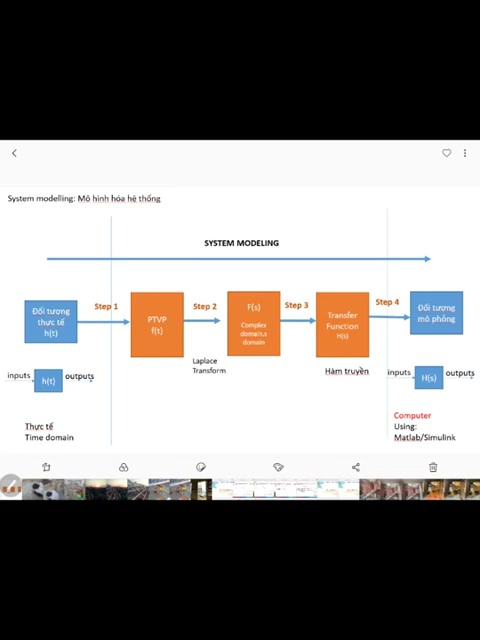 System modelling: Mô hình hóa hệ thống
SYSTEM MODELING
Đối tượng
thực tế
h(t)
Step 1
PTVP
f(t)
Step 2
Laplace
Transform
F(s)
Complex
domain.s
domain
Step 3
Transfer
Function
H(s)
Hàm truyền
Step 4
Đối tượng
mô phỏng
inputs
h(t)
outputs
inputs
H(s)
outputs
Thực tế
Time domain
Computer
Using:
Matlab/Simulink